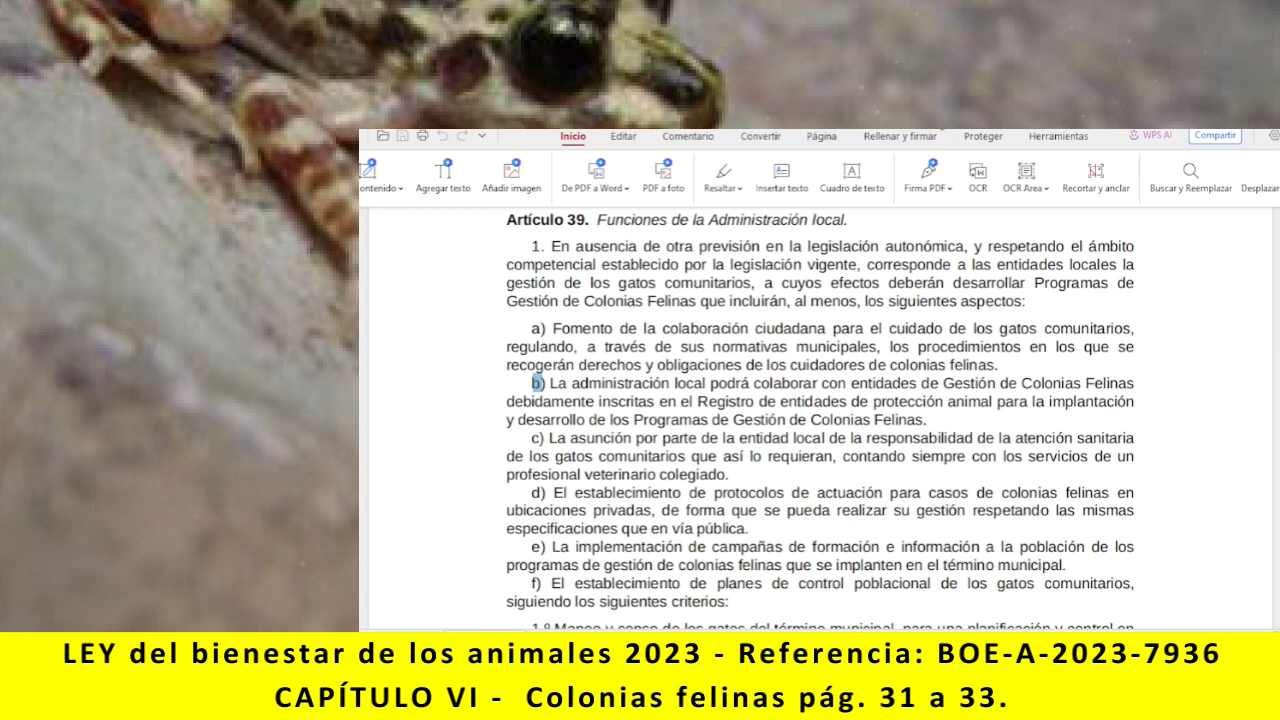 Inicio Editar Comentario Convertir Página Rellenar y firmar Proteger Herramientas WPS AI Compartir
ontenido Agregar texto Añadir imagen De PDF a Word PDF a foto Resaltar Insertar texto Cuadro de texto Firma PDF OCR OCR Area Recortar y anclar Buscar y Reemplazar Desplazar
Artículo 39. Funciones de la Administración local.
1. En ausencia de otra previsión en la legislación autonómica, y respetando el ámbito
competencial establecido por la legislación vigente, corresponde a las entidades locales la
gestión de los gatos comunitarios, a cuyos efectos deberán desarrollar Programas de
Gestión de Colonias Felinas que incluirán, al menos, los siguientes aspectos:
a) Fomento de la colaboración ciudadana para el cuidado de los gatos comunitarios,
regulando, a través de sus normativas municipales, los procedimientos en los que se
recogerán derechos y obligaciones de los cuidadores de colonias felinas.
b) La administración local podrá colaborar con entidades de Gestión de Colonias Felinas
debidamente inscritas en el Registro de entidades de protección animal para la implantación
y desarrollo de los Programas de Gestión de Colonias Felinas.
c) La asunción por parte de la entidad local de la responsabilidad de la atención sanitaria
de los gatos comunitarios que así lo requieran, contando siempre con los servicios de un
profesional veterinario colegiado.
d) El establecimiento de protocolos de actuación para casos de colonias felinas en
ubicaciones privadas, de forma que se pueda realizar su gestión respetando las mismas
especificaciones que en vía pública.
e) La implementación de campañas de formación e información a la población de los
programas de gestión de colonias felinas que se implanten en el término municipal.
f) El establecimiento de planes de control poblacional de los gatos comunitarios,
siguiendo los siguientes criterios:
1.º Mapeo y censo de los gatos del término municipal, para una planificación y control en
LEY del bienestar de los animales 2023 - Referencia: BOE-A-2023-7936
CAPÍTULO VI - Colonias felinas pág. 31 a 33.